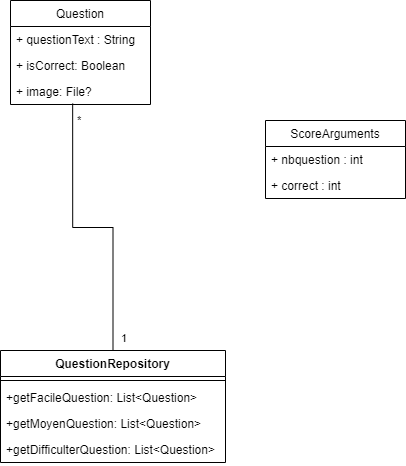 Question
+ questionText : String
+ isCorrect: Boolean
+ image: File?
*
ScoreArguments
+ nbquestion : int
+ correct : int
1
QuestionRepository
+getFacileQuestion: List<Question>
+getMoyenQuestion: List<Question>
+getDifficulterQuestion: List<Question>